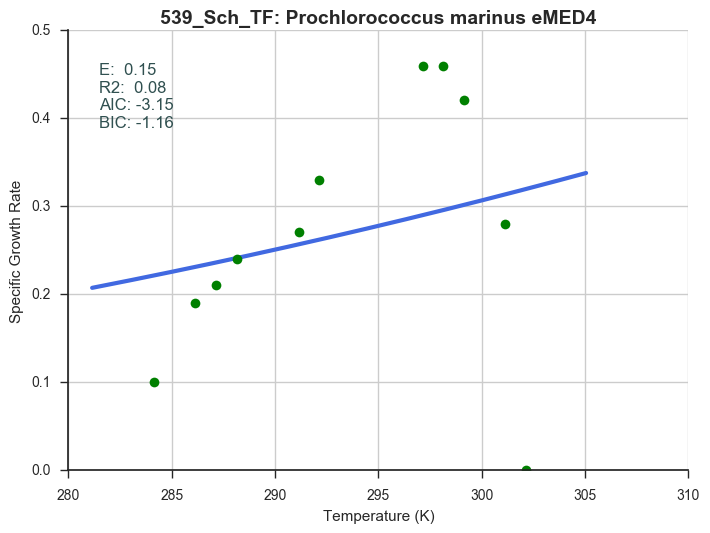 539_Sch_TF: Prochlorococcus marinus eMED4
E:  0.15
R2:  0.08
AIC: -3.15
BIC: -1.16
0.5
0.4
0.3
0.2
0.1
0.0
Specific Growth Rate
280 285 290 295 300 305 310
Temperature (K)